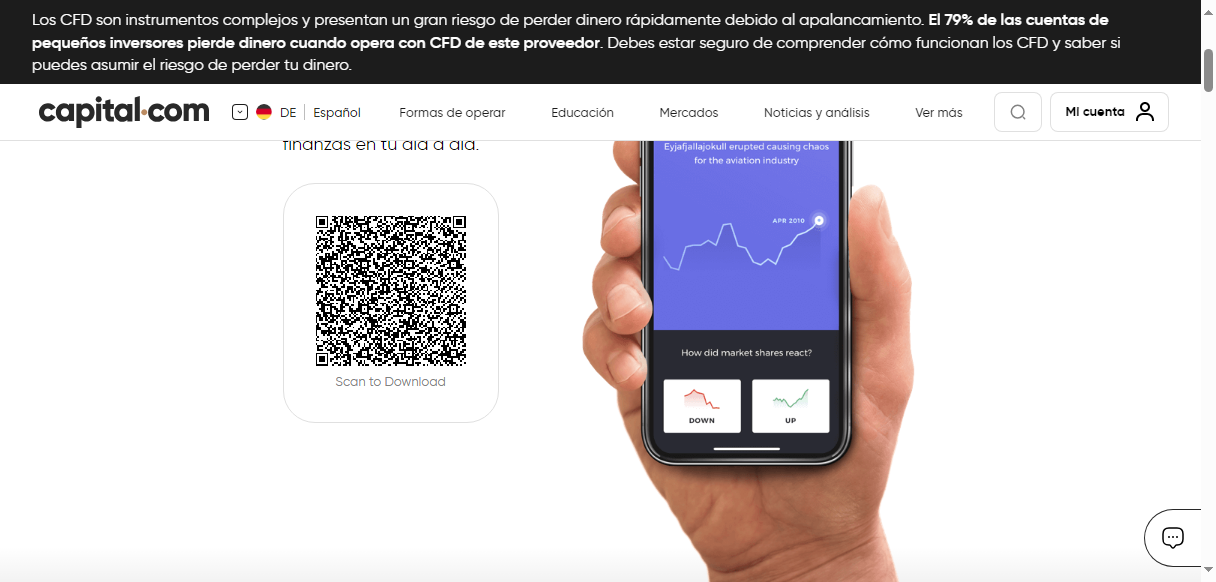 Los CFD son instrumentos complejos y presentan un gran riesgo de perder dinero rápidamente debido al apalancamiento. El 79% de las cuentas de
pequeños inversores pierde dinero cuando opera con CFD de este proveedor. Debes estar seguro de comprender cómo funcionan los CFD y saber si
puedes asumir el riesgo de perder tu dinero.
capital.com
DE
Español
Formas de operar
Educación
Mercados
Noticias y análisis
Ver más
Mi cuenta
finanzas en tu día a día.
Scan to Download
Eyjafjallajokull erupted causing chaos
for the aviation industry
APR 2010
How did market shares react?
DOWN
UP